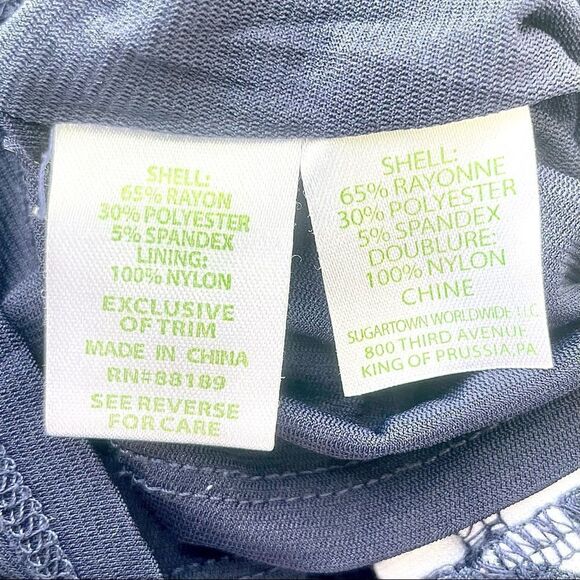 SHELL:
65% RAYON
30% POLYESTER
5% SPANDEX
LINING:
100% NYLON
EXCLUSIVE
OF TRIM
MADE IN CHINA
RN#88189
SEE REVERSE
FOR CARE
SHELL:
65% RAYONNE
30% POLYESTER
5% SPANDEX
DOUBLURE:
100% NYLON
CHINE
SUGARTOWN WORLDWIDE LLC
800 THIRD AVENUE
KING OF PRUSSIA, PA